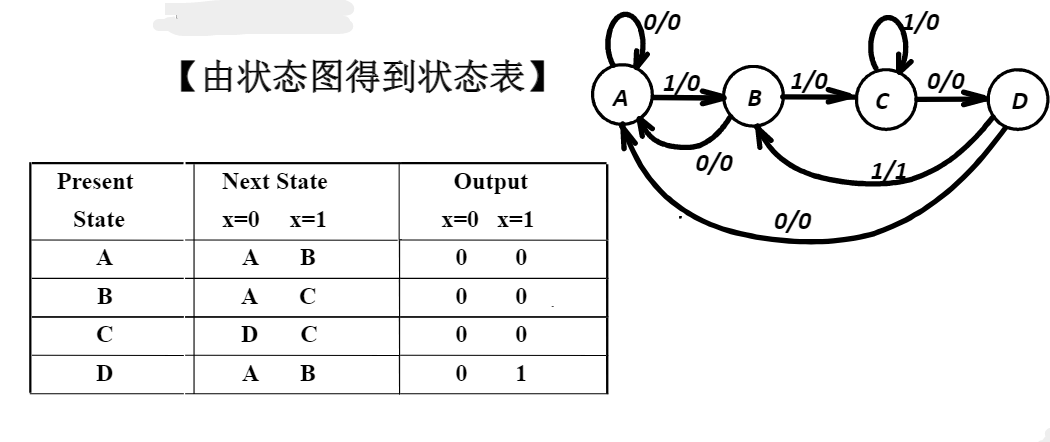 【由状态图得到状态表】
0/0
1/0
A
1/0
B
1/0
C
0/0
D
0/0
1/1
0/0
Present Next State Output
State x=0 x=1 x=0 x=1
A A B 0 0
B A C 0 0
C D C 0 0
D A B 0 1